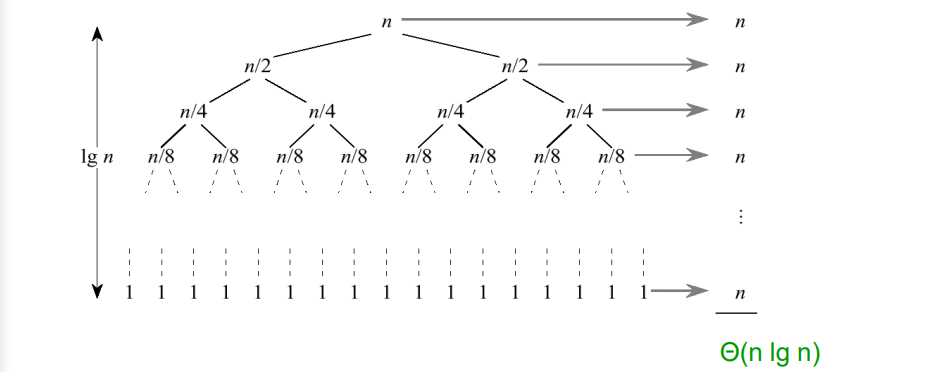 n n
n/2 n/2 n
n/4 n/4 n/4 n/4 n
lg n n/8 n/8 n/8 n/8 n/8 n/8 n/8 n/8 n
⋮
1 1 1 1 1 1 1 1 1 1 1 1 1 1 1 1 1 n
Θ(n lg n)